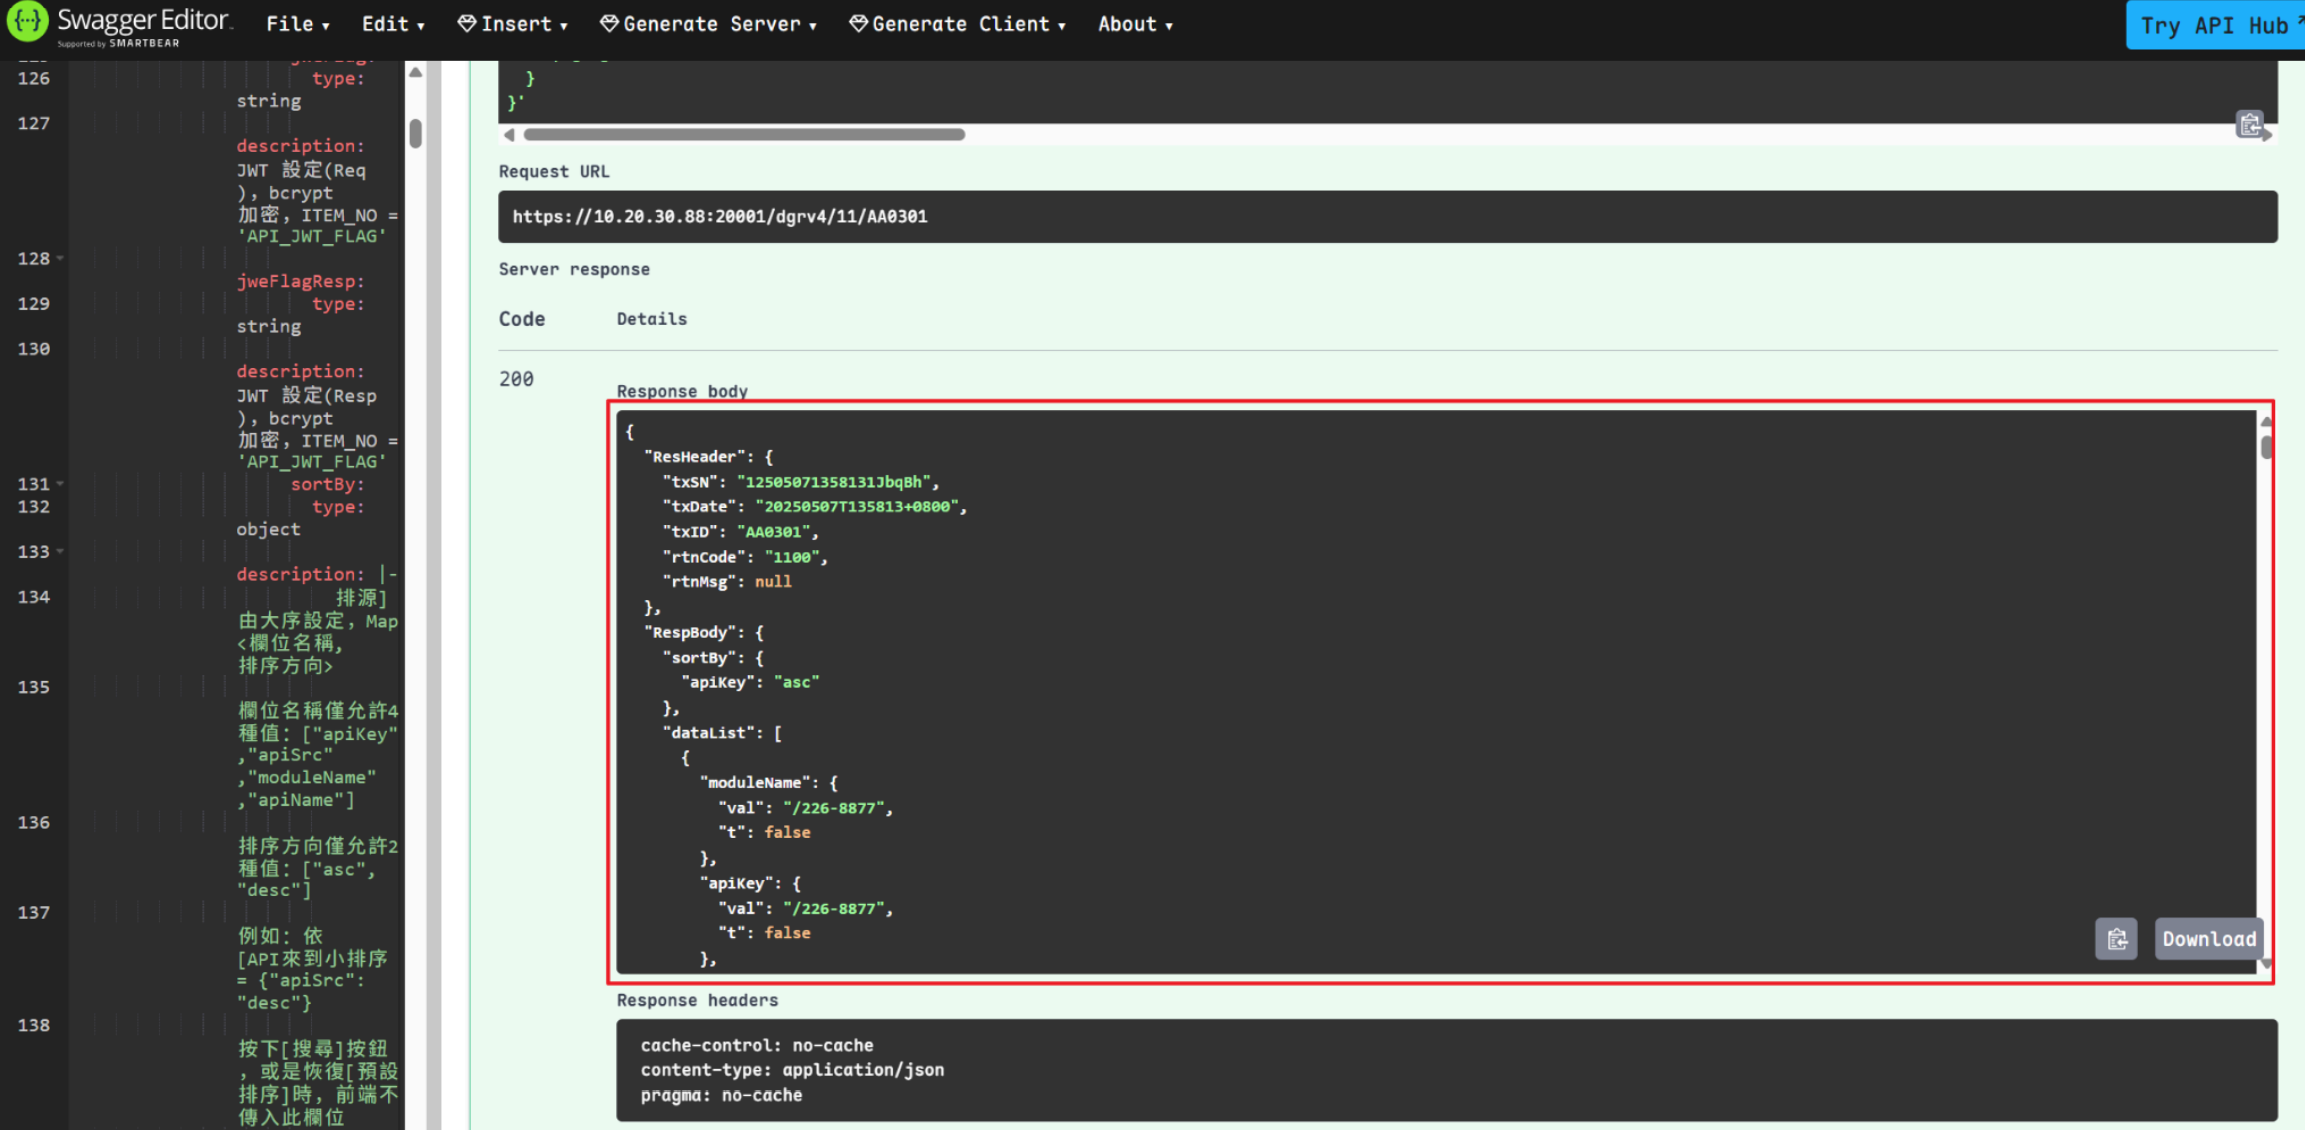 Swagger Editor
Supported by SMARTBEAR
File
Edit
Insert
Generate Server
Generate Client
About
Try API Hub
126
type:
string
127
description:
JWT 設定(Req
), bcrypt
加密, ITEM_NO =
'API_JWT_FLAG'
128
jweFlagResp:
129
type:
string
130
description:
JWT 設定(Resp
), bcrypt
加密, ITEM_NO =
'API_JWT_FLAG'
131
sortBy:
132
type:
object
133
description: |-
134
排源]
由大序設定, Map
<欄位名稱,
排序方向>
135
欄位名稱僅允許4
種值: ["apiKey"
,"apiSrc"
,"moduleName"
,"apiName"]
136
排序方向僅允許2
種值: ["asc",
"desc"]
137
例如: 依
[API來到小排序
= {"apiSrc":
"desc"}
138
按下[搜尋]按鈕
, 或是恢復[預設
排序]時, 前端不
傳入此欄位
}
}'
Request URL
https://10.20.30.88:20001/dgrv4/11/AA0301
Server response
Code
Details
200
Response body
{
"ResHeader": {
"txSN": "12505071358131JbqBh",
"txDate": "20250507T135813+0800",
"txID": "AA0301",
"rtnCode": "1100",
"rtnMsg": null
},
"RespBody": {
"sortBy": {
"apiKey": "asc"
},
"dataList": [
{
"moduleName": {
"val": "/226-8877",
"t": false
},
"apiKey": {
"val": "/226-8877",
"t": false
},
Download
Response headers
cache-control: no-cache
content-type: application/json
pragma: no-cache